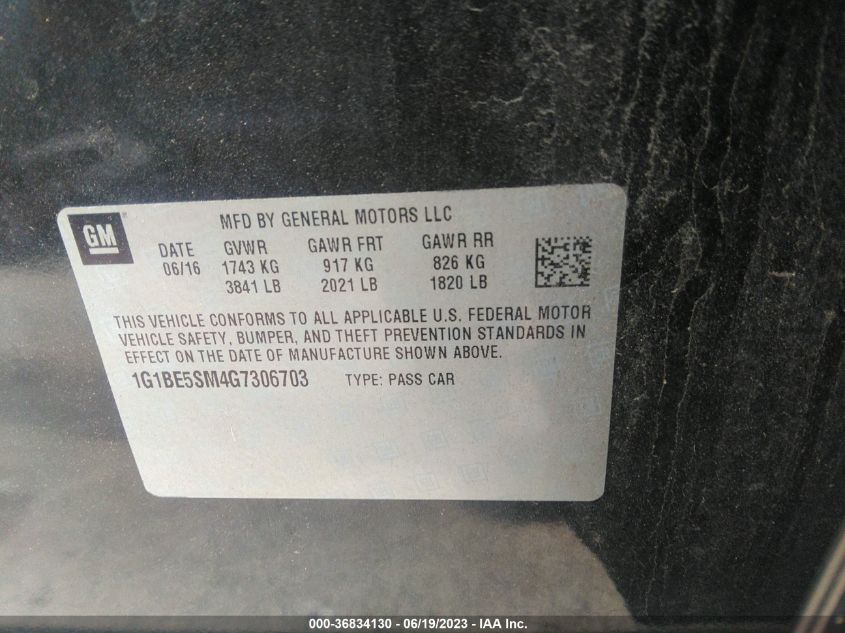 GM
MFD BY GENERAL MOTORS LLC
DATE GVWR GAWR FRT GAWR RR
06/16 1743 KG 917 KG 826 KG
3841 LB 2021 LB 1820 LB
THIS VEHICLE CONFORMS TO ALL APPLICABLE U.S. FEDERAL MOTOR
VEHICLE SAFETY, BUMPER, AND THEFT PREVENTION STANDARDS IN
EFFECT ON THE DATE OF MANUFACTURE SHOWN ABOVE.
1G1BE5SM4G7306703 TYPE: PASS CAR
000-36834130 - 06/19/2023 - IAA Inc.